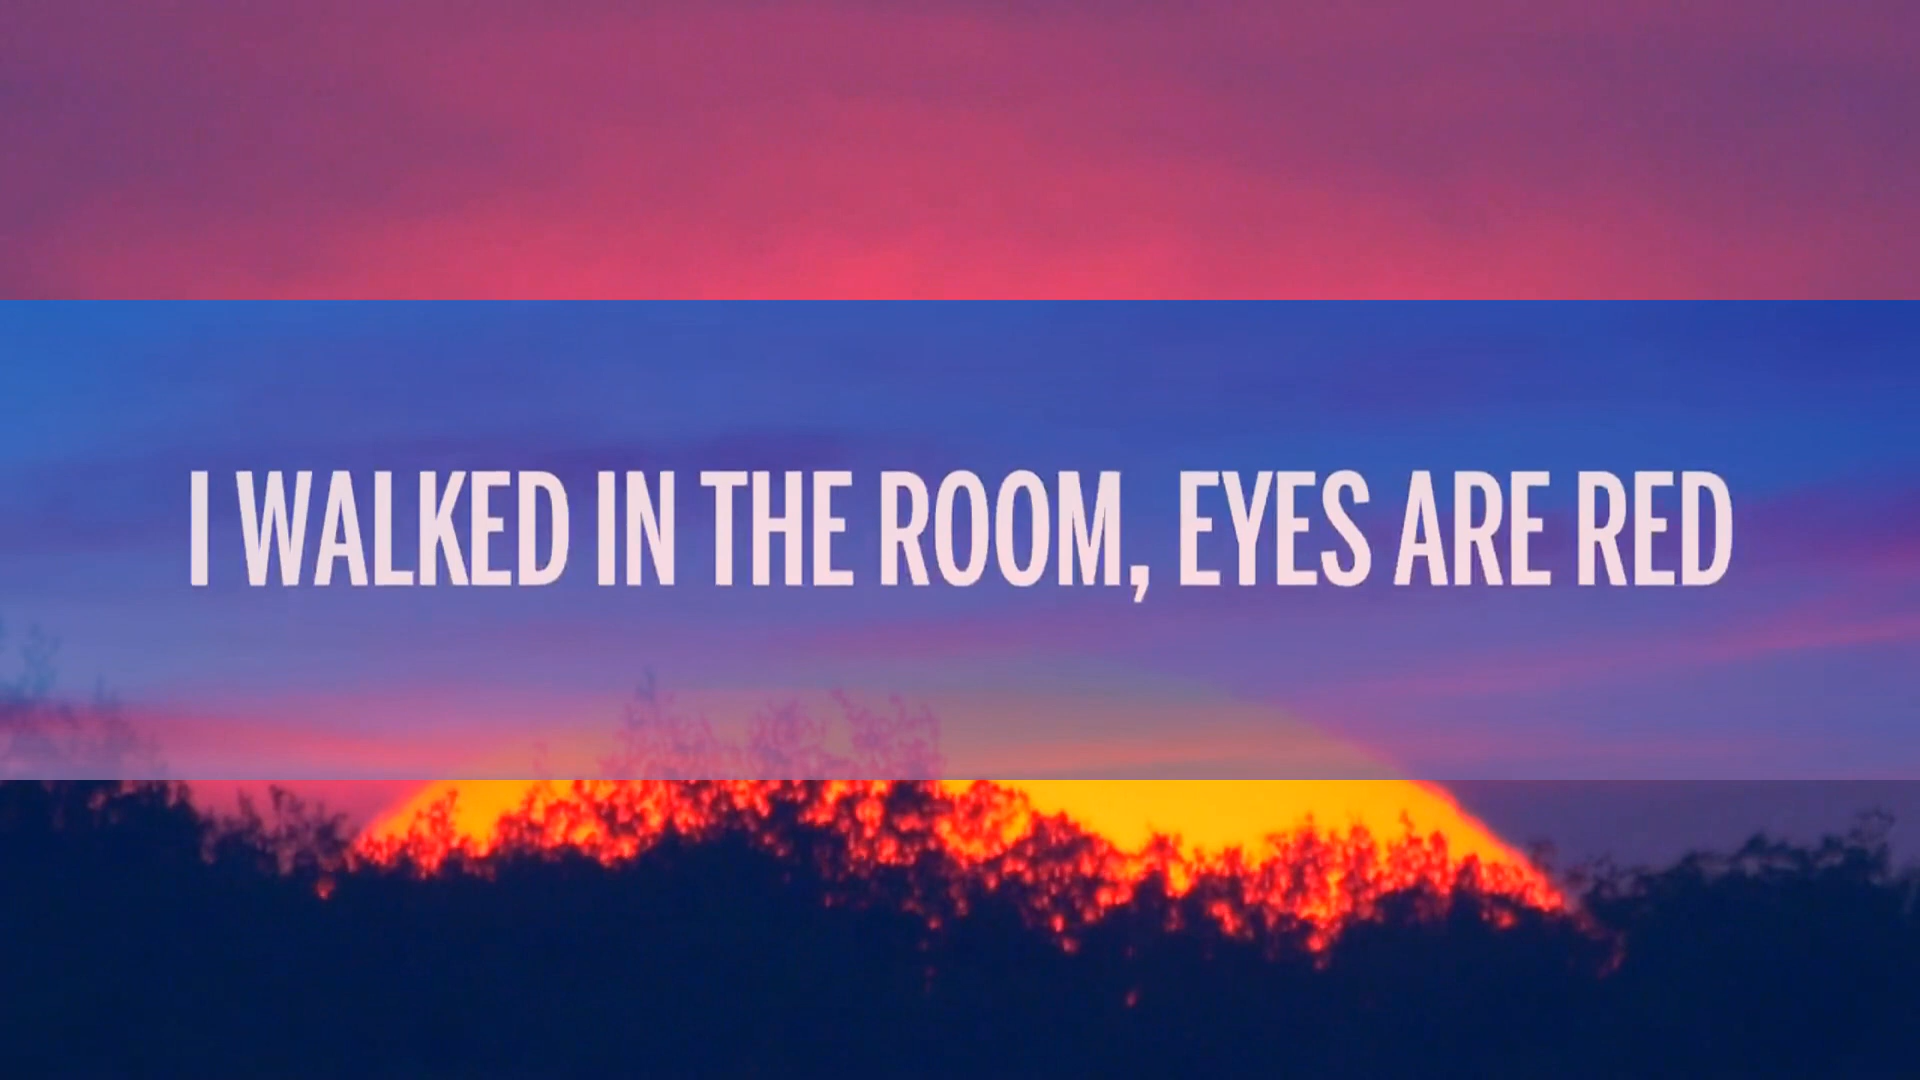 I WALKED IN THE ROOM, EYES ARE RED